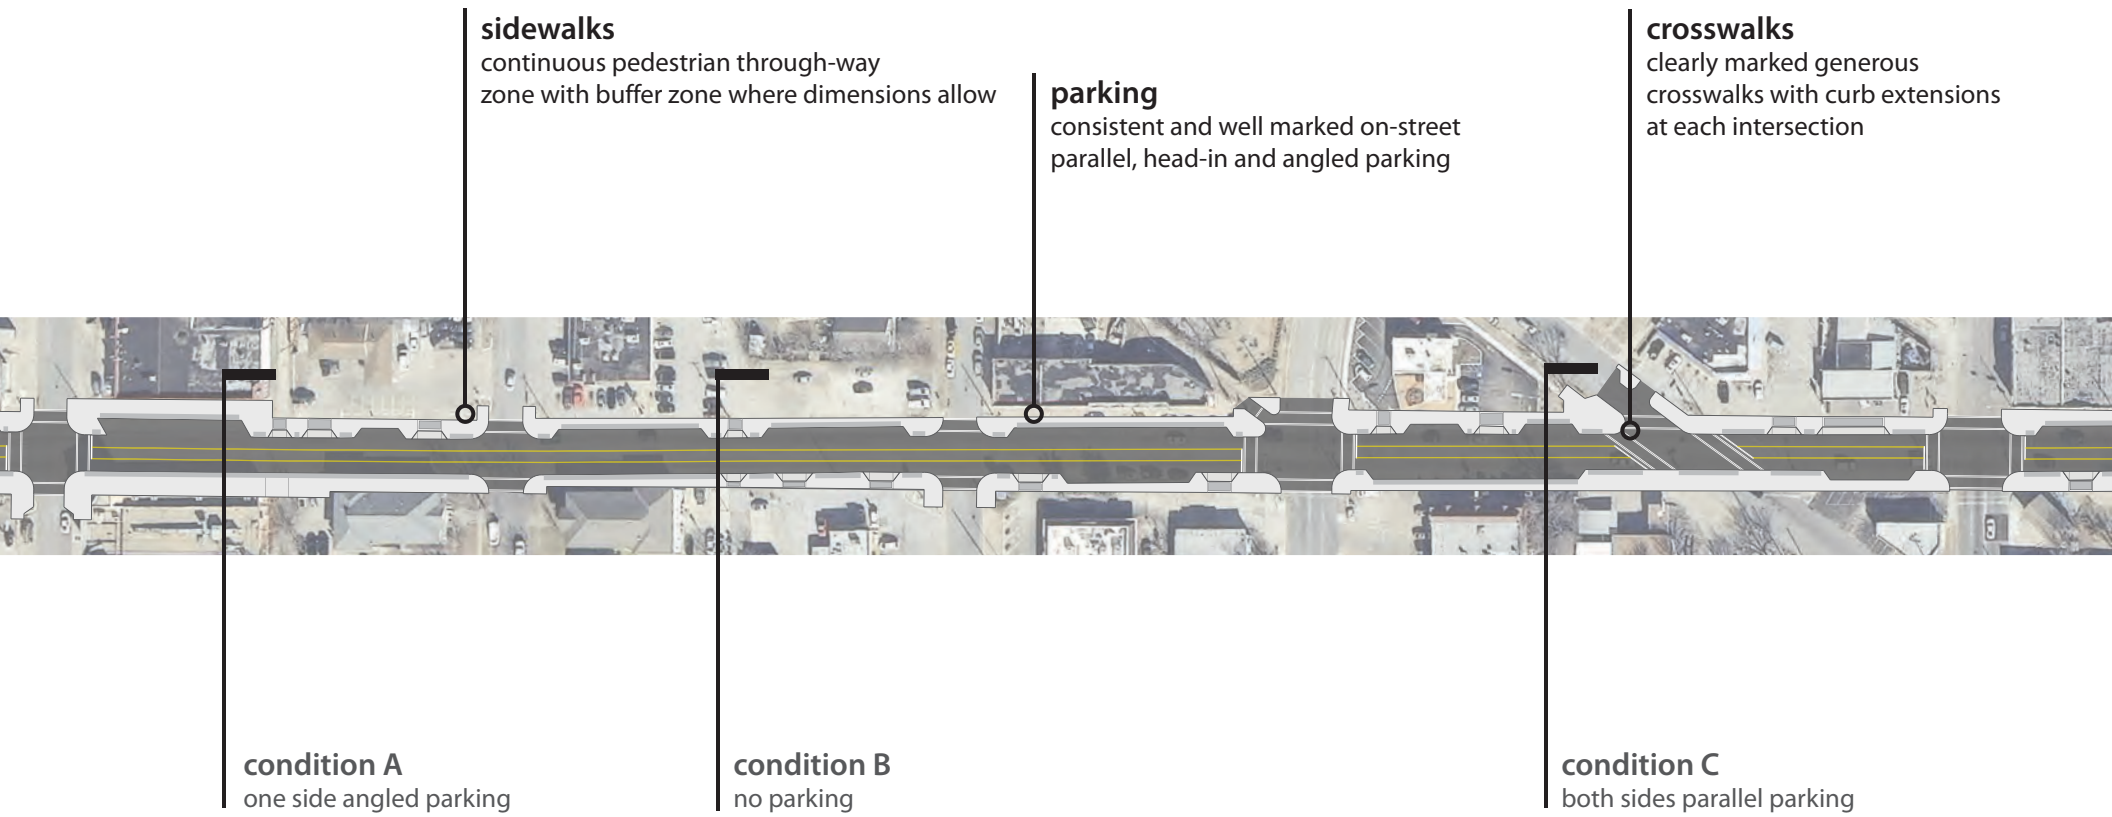 sidewalks
continuous pedestrian through-way
zone with buffer zone where dimensions allow
parking
consistent and well marked on-street
parallel, head-in and angled parking
crosswalks
clearly marked generous
crosswalks with curb extensions
at each intersection
condition A
one side angled parking
condition B
no parking
condition C
both sides parallel parking